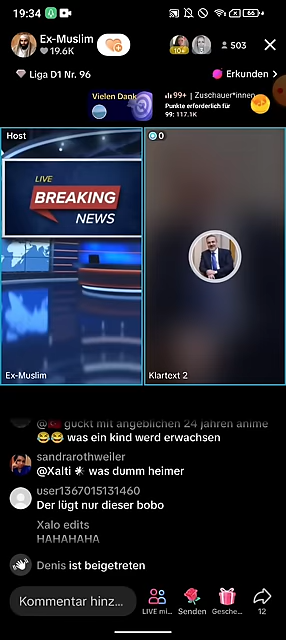 19:34
66
Ex-Muslim
19.6K
10
503
Liga D1 Nr. 96
Erkunden >
Vielen Dank
99+ | Zuschauer*innen
Punkte erforderlich für
99: 117.1K
Host
0
LIVE
BREAKING
NEWS
Ex-Muslim
Klartext 2
guckt mit angeblichen 24 jahren anime
😂😂 was ein kind werd erwachsen
sandrarothweiler
@Xalti was dumm heimer
user1367015131460
Der lügt nur dieser bobo
Xalo edits
HAHAHAHA
Denis ist beigetreten
Kommentar hinz...
LIVE mi...
Senden
Gesche...
12